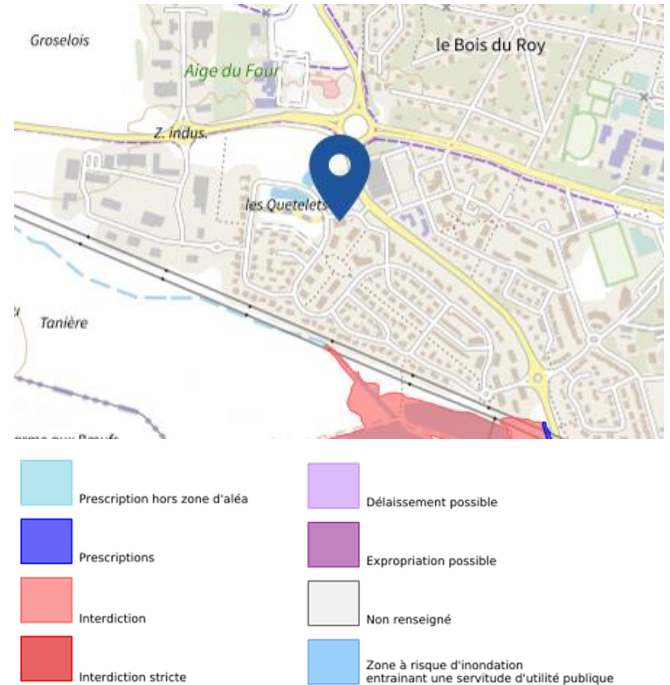 Groselois
le Bois du Roy
Aige du Four
Z. indus.
les Quetelets
Tanière
Prescription hors zone d'aléa
Délaissement possible
Prescriptions
Expropriation possible
Interdiction
Non renseigné
Interdiction stricte
Zone à risque d'inondation
entrainant une servitude d'utilité publique